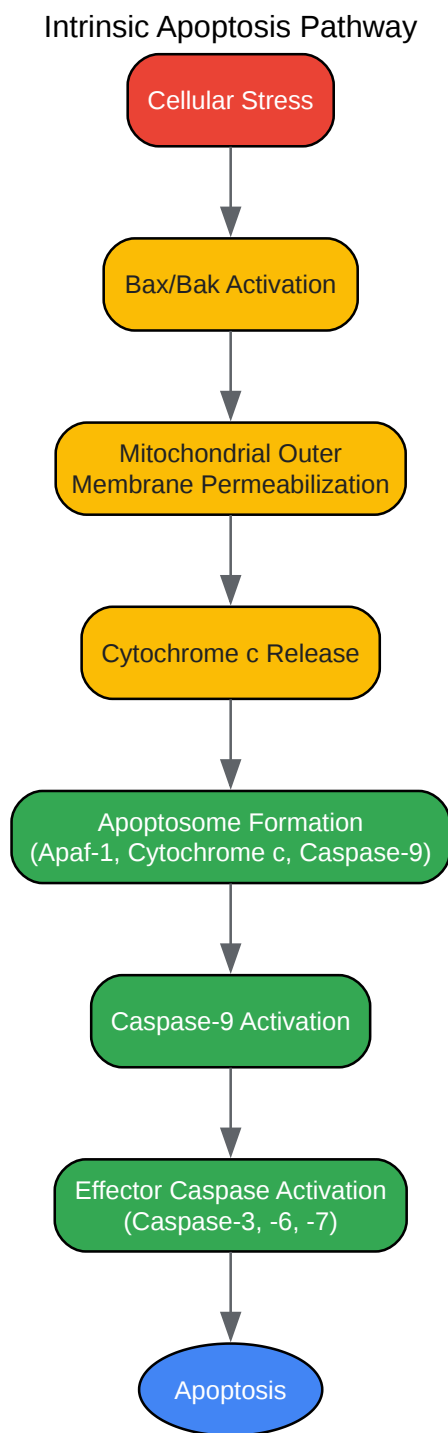 Intrinsic Apoptosis Pathway
Cellular Stress
Bax/Bak Activation
Mitochondrial Outer
Membrane Permeabilization
Cytochrome c Release
Apoptosome Formation
(Apaf-1, Cytochrome c, Caspase-9)
Caspase-9 Activation
Effector Caspase Activation
(Caspase-3, -6, -7)
Apoptosis